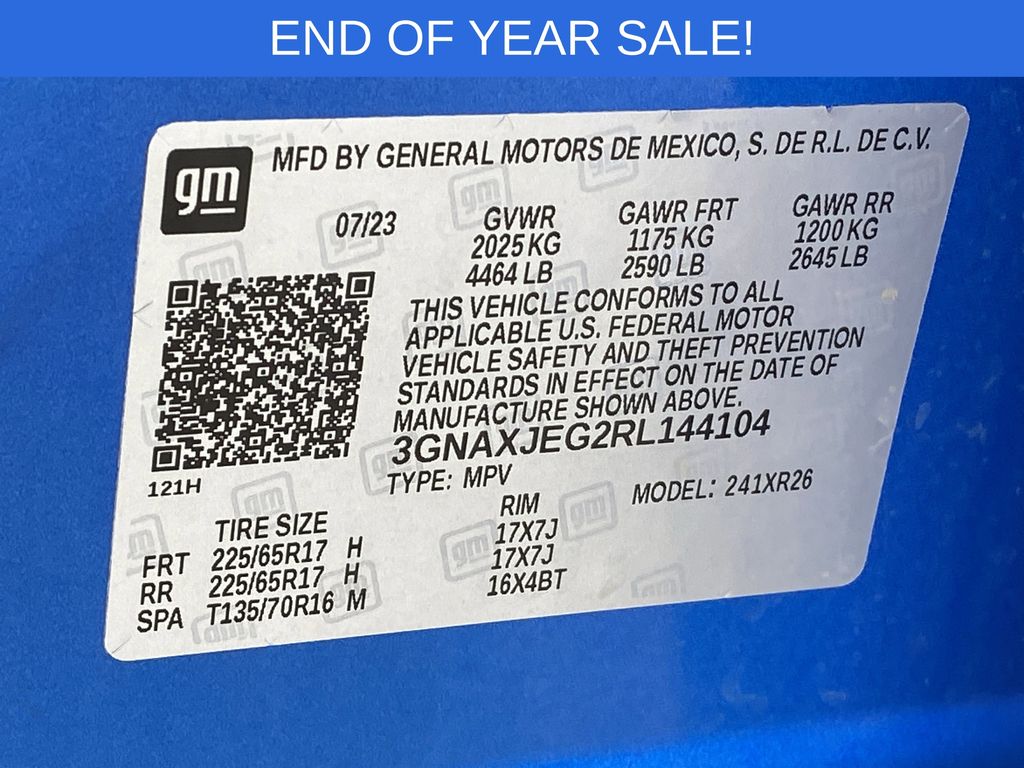 END OF YEAR SALE!
gm MFD BY GENERAL MOTORS DE MEXICO, S. DE R.L. DE C.V.
07/23 GVWR GAWR FRT GAWR RR
2025 KG 1175 KG 1200 KG
4464 LB 2590 LB 2645 LB
THIS VEHICLE CONFORMS TO ALL
APPLICABLE U.S. FEDERAL MOTOR
VEHICLE SAFETY AND THEFT PREVENTION
STANDARDS IN EFFECT ON THE DATE OF
MANUFACTURE SHOWN ABOVE.
3GNAXJEG2RL144104
121H TYPE: MPV MODEL: 241XR26
TIRE SIZE RIM
FRT 225/65R17 H 17X7J
RR 225/65R17 H 17X7J
SPA T135/70R16 M 16X4BT